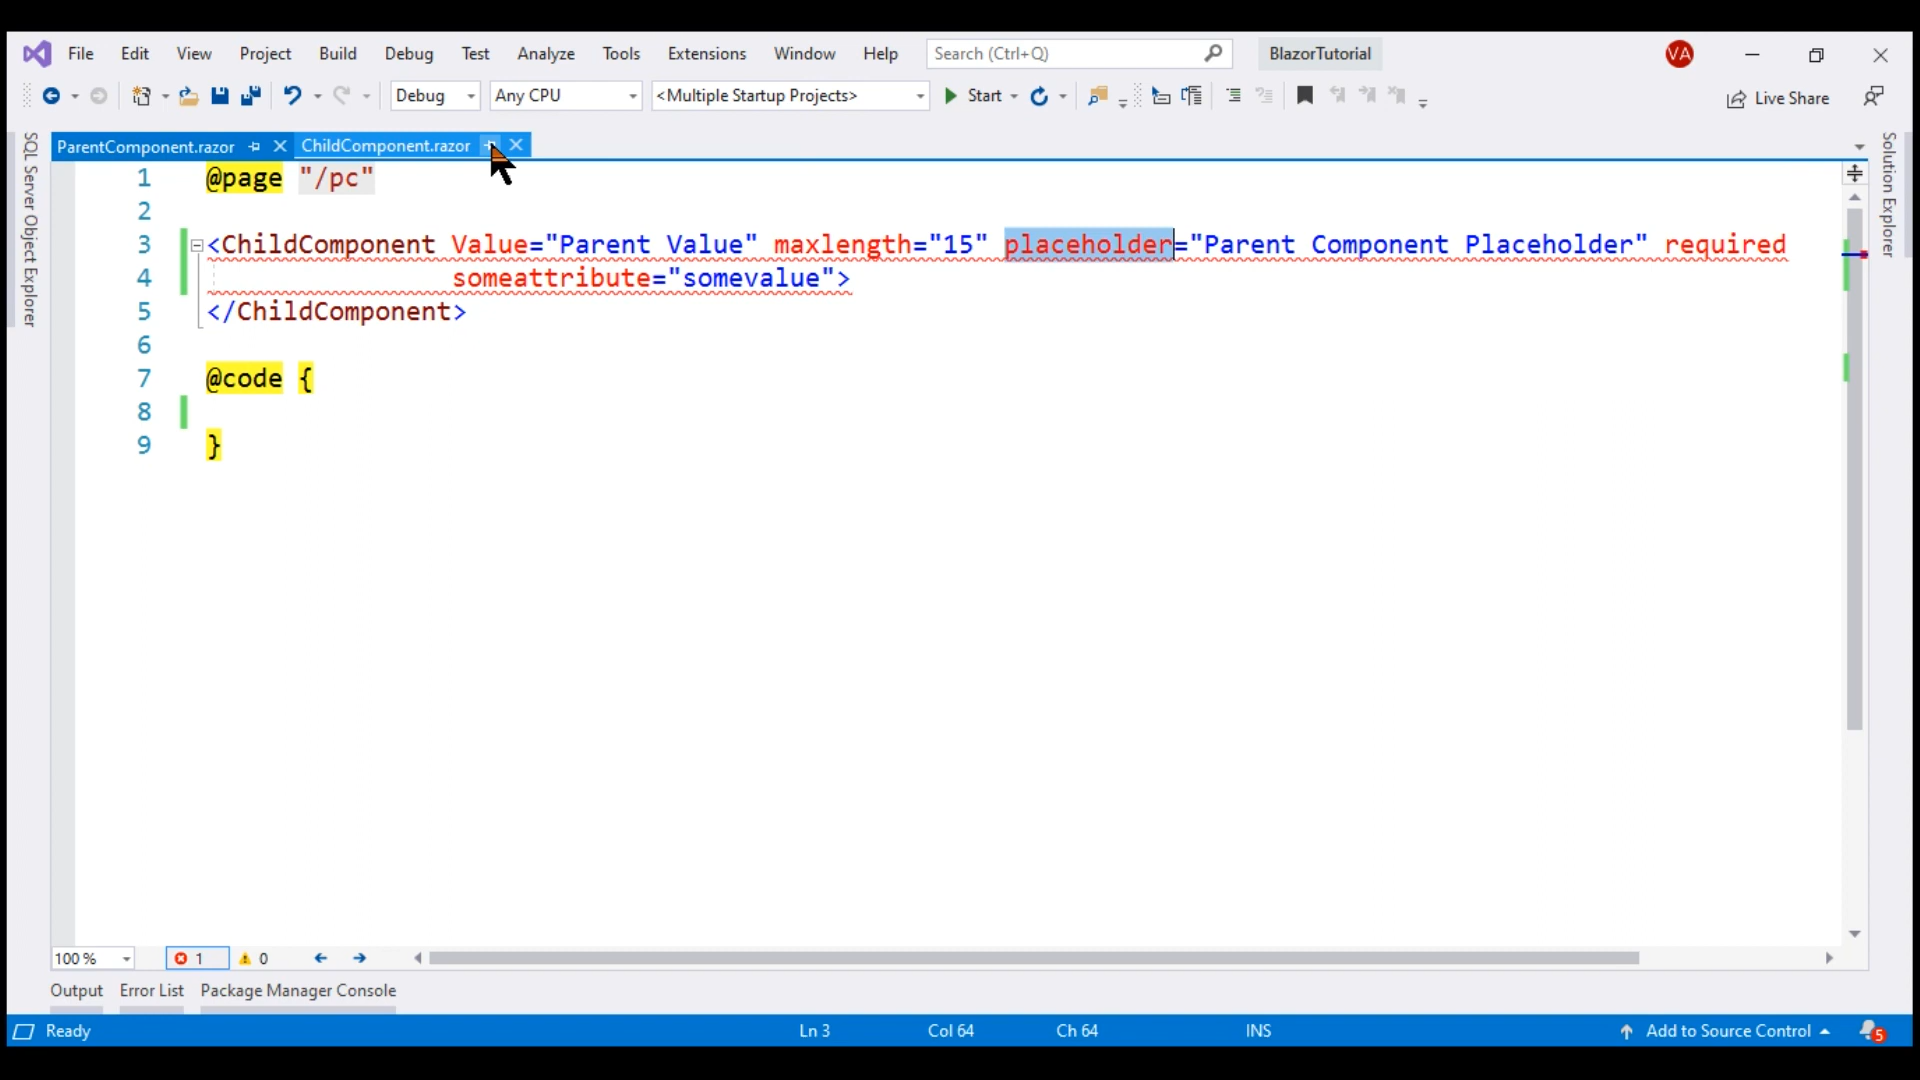 File Edit View Project Build Debug Test Analyze Tools Extensions Window Help Search (Ctrl+Q) BlazorTutorial VA
Debug Any CPU <Multiple Startup Projects> Start Live Share
ParentComponent.razor ChildComponent.razor
SQL Server Object Explorer
Solution Explorer
1 @page "/pc"
2
3 <ChildComponent Value="Parent Value" maxlength="15" placeholder="Parent Component Placeholder" required
4 someattribute="somevalue">
5 </ChildComponent>
6
7 @code {
8
9 }
100 % 1 0
Output Error List Package Manager Console
Ready Ln 3 Col 64 Ch 64 INS Add to Source Control 5